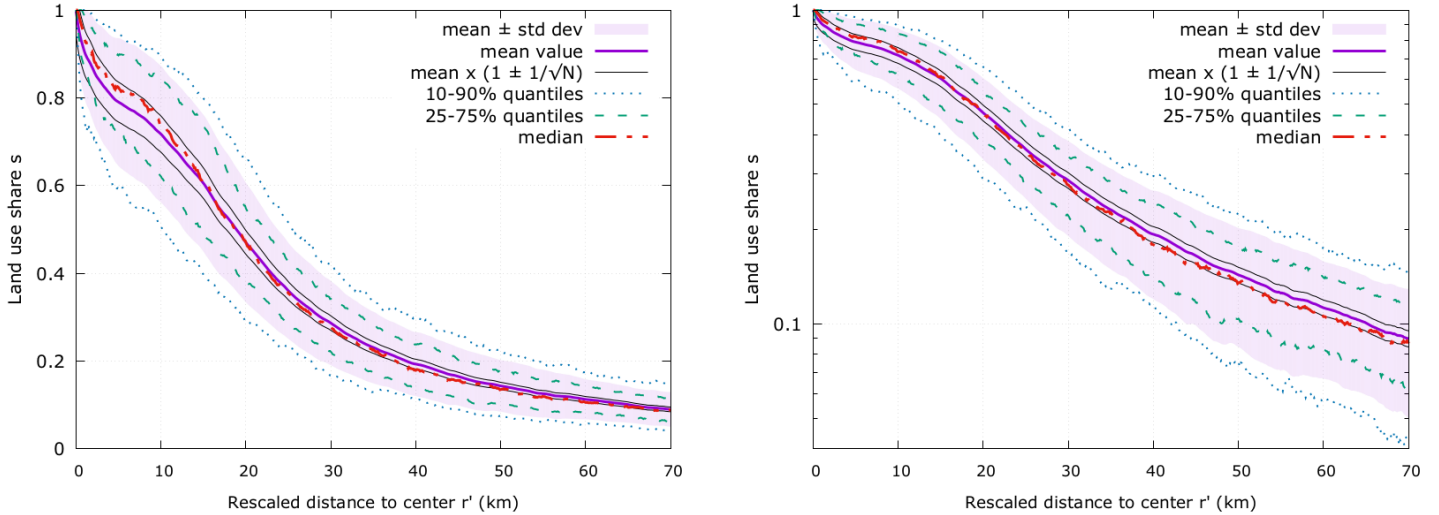 1
0.8
0.6
0.4
0.2
0
0 10 20 30 40 50 60 70
Land use share s
Rescaled distance to center r' (km)
mean ± std dev
mean value
mean x (1 ± 1/√N)
10-90% quantiles
25-75% quantiles
median
1
0.1
0 10 20 30 40 50 60 70
Land use share s
Rescaled distance to center r' (km)
mean ± std dev
mean value
mean x (1 ± 1/√N)
10-90% quantiles
25-75% quantiles
median